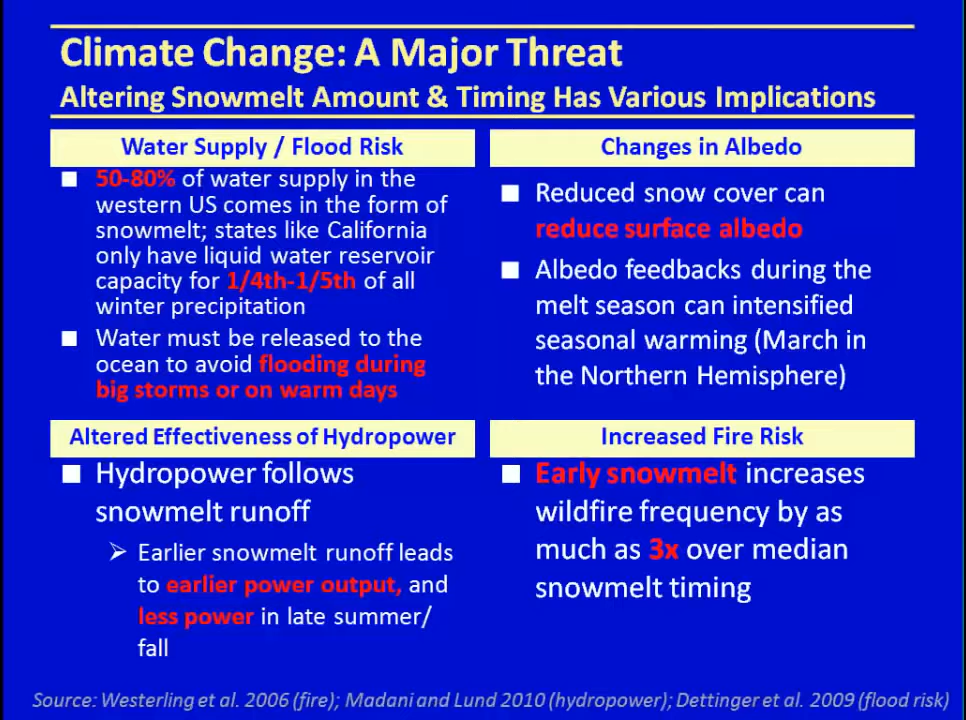 Climate Change: A Major Threat
Altering Snowmelt Amount & Timing Has Various Implications
Water Supply / Flood Risk
50-80% of water supply in the
western US comes in the form of
snowmelt; states like California
only have liquid water reservoir
capacity for 1/4th-1/5th of all
winter precipitation
Water must be released to the
ocean to avoid flooding during
big storms or on warm days
Changes in Albedo
Reduced snow cover can
reduce surface albedo
Albedo feedbacks during the
melt season can intensified
seasonal warming (March in
the Northern Hemisphere)
Altered Effectiveness of Hydropower
Hydropower follows
snowmelt runoff
Earlier snowmelt runoff leads
to earlier power output, and
less power in late summer/
fall
Increased Fire Risk
Early snowmelt increases
wildfire frequency by as
much as 3x over median
snowmelt timing
Source: Westerling et al. 2006 (fire); Madani and Lund 2010 (hydropower); Dettinger et al. 2009 (flood risk)